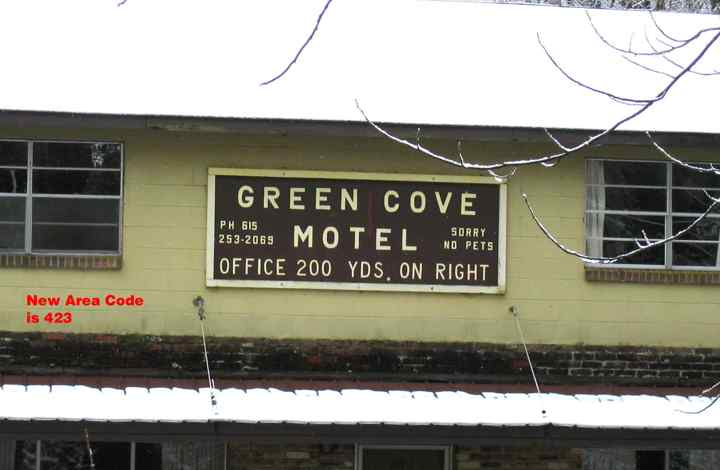 GREEN COVE
PH 615
253-2069
MOTEL
SORRY
NO PETS
OFFICE 200 YDS. ON RIGHT
New Area Code
is 423